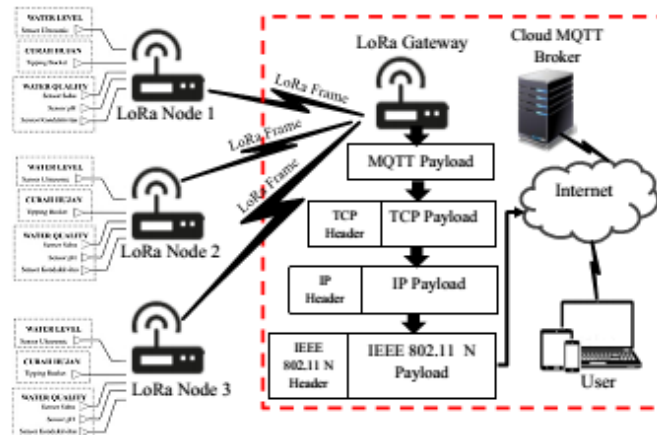 WATER LEVEL
Sensor Ultrasonic
CURAH HUJAN
Tipping Bucket
WATER QUALITY
Sensor Suhu
Sensor pH
Sensor Konduktivitas
LoRa Node 1
WATER LEVEL
Sensor Ultrasonic
CURAH HUJAN
Tipping Bucket
WATER QUALITY
Sensor Suhu
Sensor pH
Sensor Konduktivitas
LoRa Node 2
WATER LEVEL
Sensor Ultrasonic
CURAH HUJAN
Tipping Bucket
WATER QUALITY
Sensor Suhu
Sensor pH
Sensor Konduktivitas
LoRa Node 3
LoRa Frame
LoRa Frame
LoRa Frame
LoRa Gateway
MQTT Payload
TCP
Header
TCP Payload
IP
Header
IP Payload
IEEE
802.11 N
Header
IEEE 802.11 N
Payload
Cloud MQTT
Broker
Internet
User